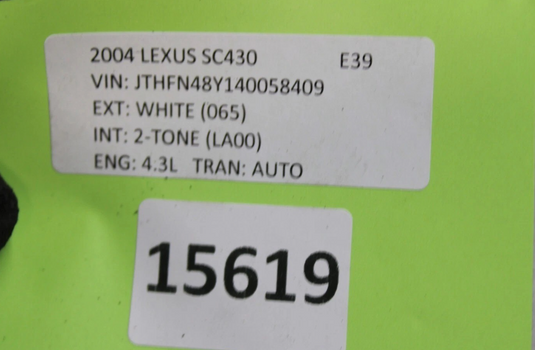 2004 LEXUS SC430 E39
VIN: JTHFN48Y140058409
EXT: WHITE (065)
INT: 2-TONE (LA00)
ENG: 4.3L TRAN: AUTO
15619